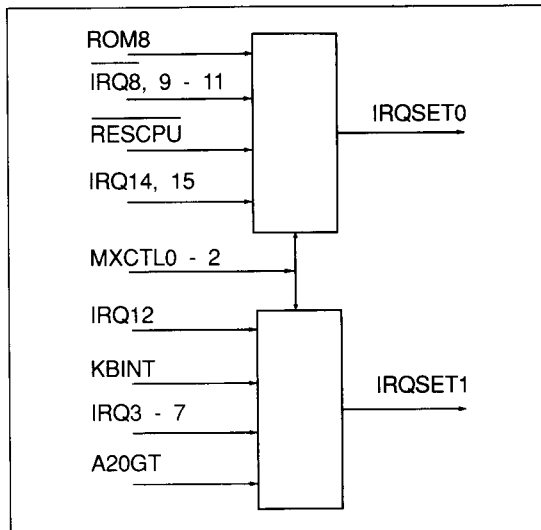 ROM8
IRQ8, 9 - 11
IRQSET0
RESCPU
IRQ14, 15
MXCTL0 - 2
IRQ12
KBINT
IRQSET1
IRQ3 - 7
A20GT